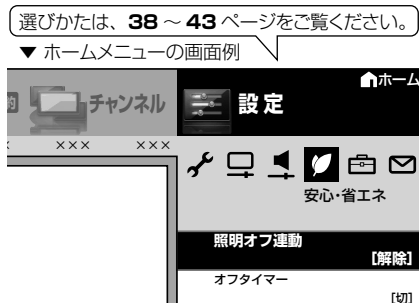 選びかたは、38 ～ 43 ページをご覧ください。
▼ ホームメニューの画面例
ホーム
的 チャンネル 設定
××× ×××
安心・省エネ
照明オフ連動
[解除]
オフタイマー
[切]